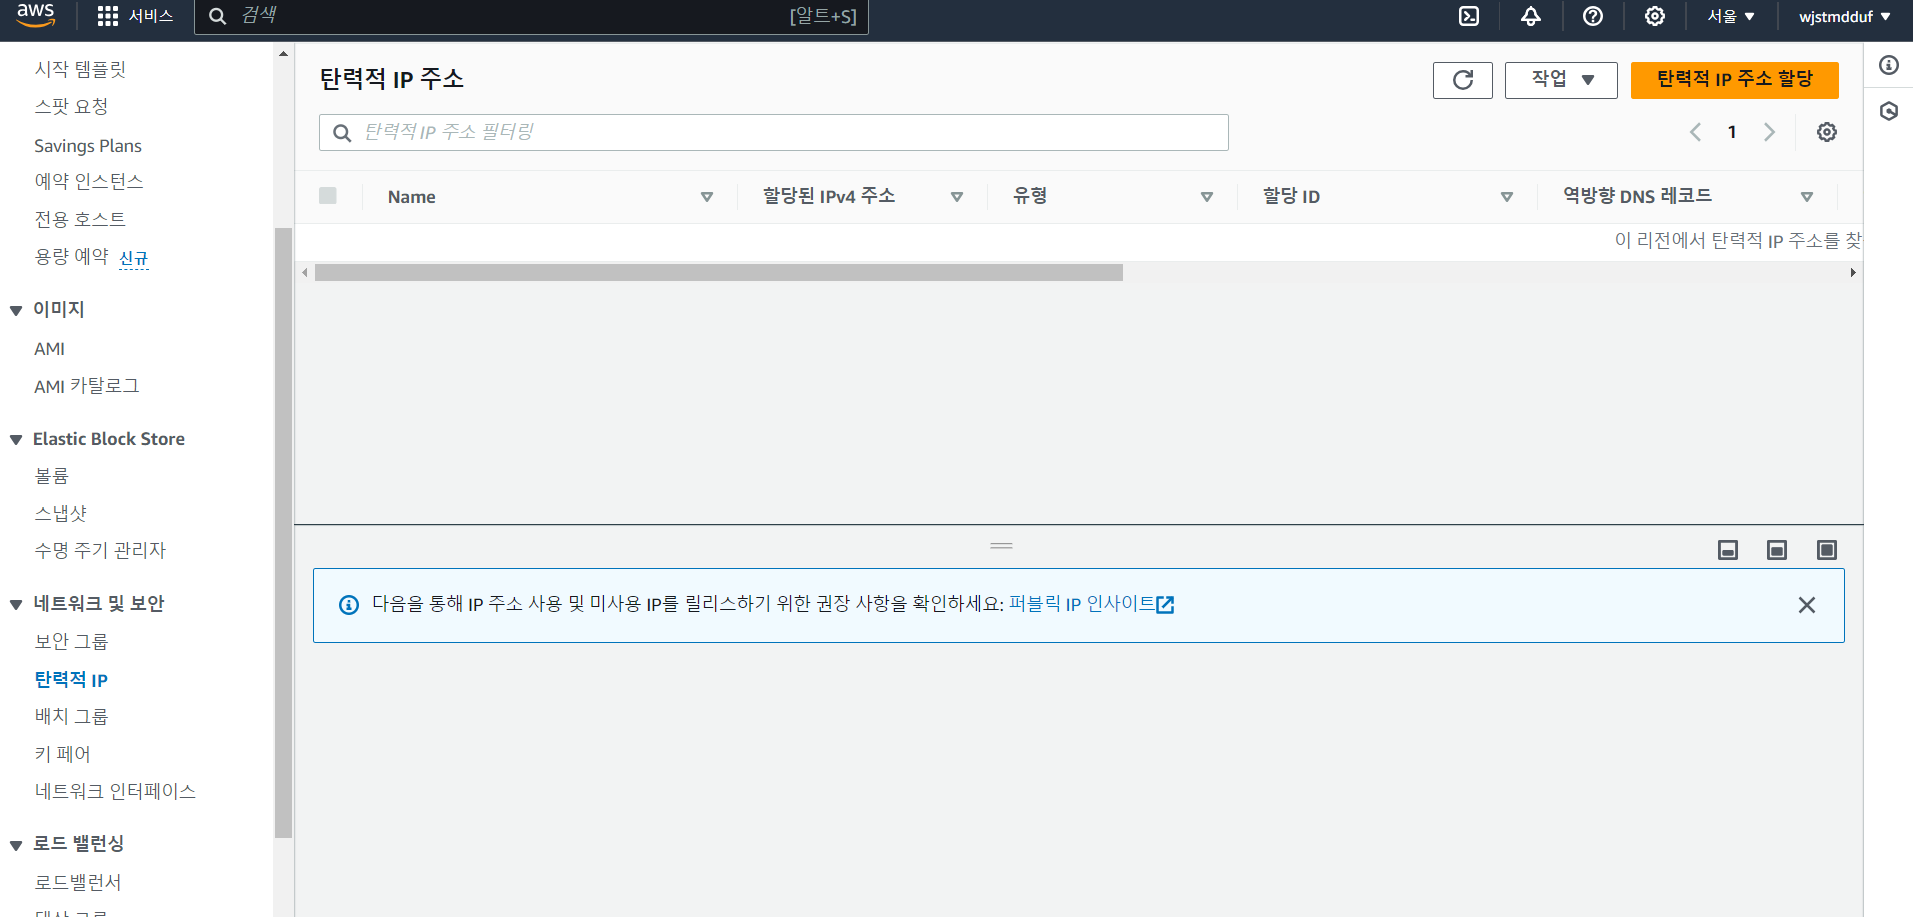 aws
서비스
검색
[알트+S]
서울
wjstmdduf
시작 템플릿
스팟 요청
Savings Plans
예약 인스턴스
전용 호스트
용량 예약 신규
이미지
AMI
AMI 카탈로그
Elastic Block Store
볼륨
스냅샷
수명 주기 관리자
네트워크 및 보안
보안 그룹
탄력적 IP
배치 그룹
키 페어
네트워크 인터페이스
로드 밸런싱
로드밸런서
탄력적 IP 주소
작업
탄력적 IP 주소 할당
탄력적 IP 주소 필터링
1
Name 할당된 IPv4 주소 유형 할당 ID 역방향 DNS 레코드
이 리전에서 탄력적 IP 주소를 찾
다음을 통해 IP 주소 사용 및 미사용 IP를 릴리스하기 위한 권장 사항을 확인하세요: 퍼블릭 IP 인사이트